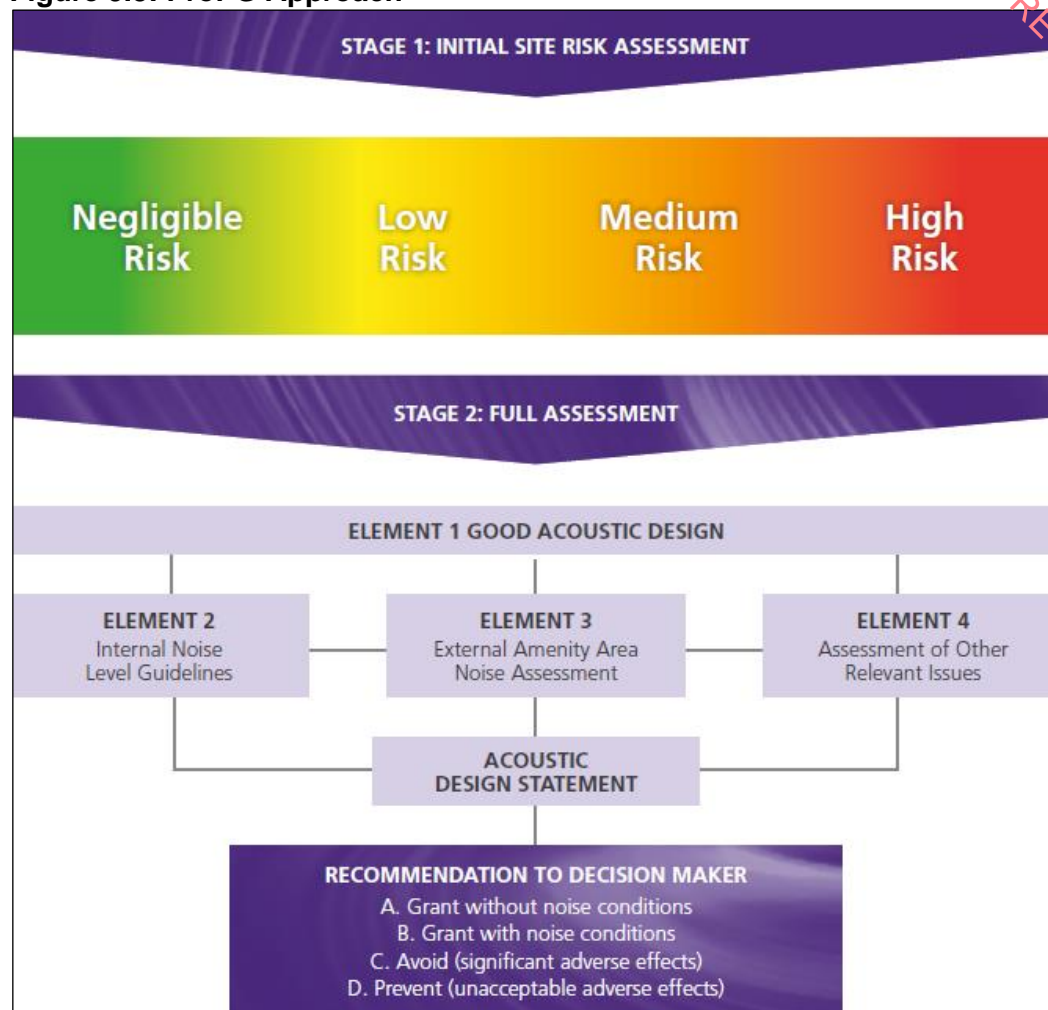 Figure
Approach
STAGE 1: INITIAL SITE RISK ASSESSMENT
Negligible
Risk
Low
Risk
Medium
Risk
High
Risk
STAGE 2: FULL ASSESSMENT
ELEMENT 1 GOOD ACOUSTIC DESIGN
ELEMENT 2
Internal Noise
Level Guidelines
ELEMENT 3
External Amenity Area
Noise Assessment
ELEMENT 4
Assessment of Other
Relevant Issues
ACOUSTIC
DESIGN STATEMENT
RECOMMENDATION TO DECISION MAKER
A. Grant without noise conditions
B. Grant with noise conditions
C. Avoid (significant adverse effects)
D. Prevent (unacceptable adverse effects)